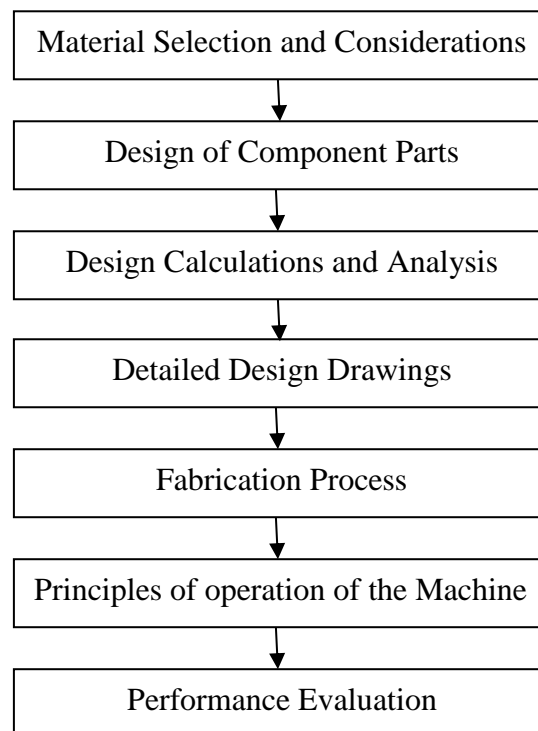 Material Selection and Considerations
Design of Component Parts
Design Calculations and Analysis
Detailed Design Drawings
Fabrication Process
Principles of operation of the Machine
Performance Evaluation